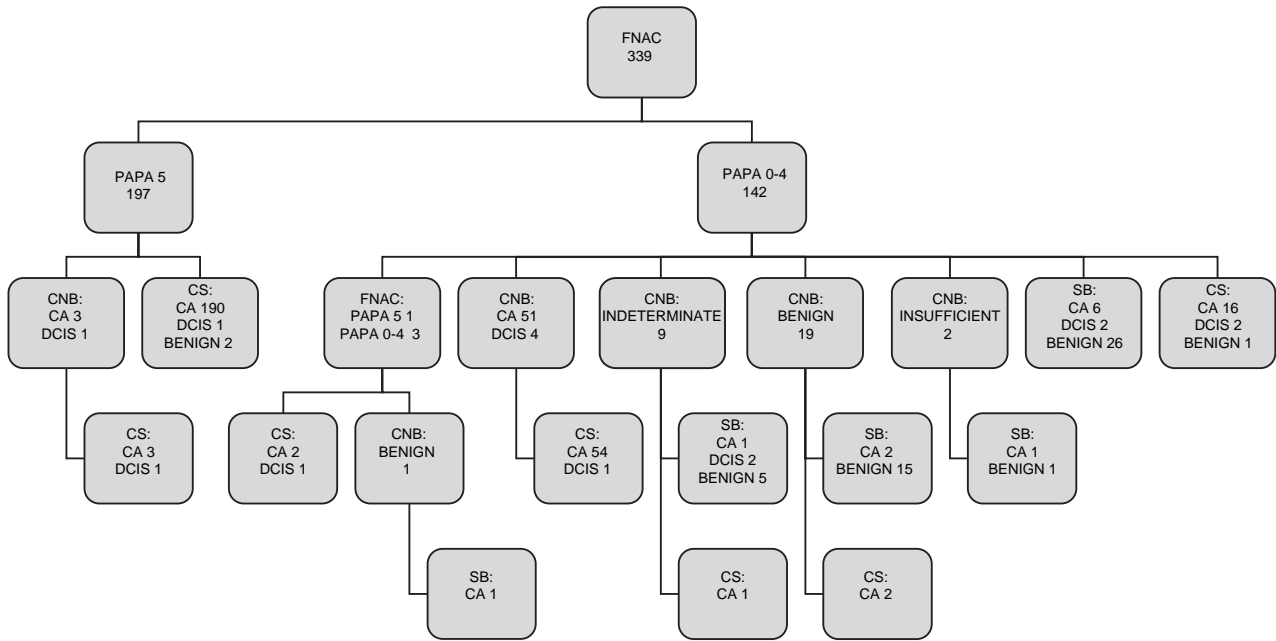 FNAC
339
PAPA 5
197
PAPA 0-4
142
CNB:
CA 3
DCIS 1
CS:
CA 190
DCIS 1
BENIGN 2
FNAC:
PAPA 5 1
PAPA 0-4 3
CNB:
CA 51
DCIS 4
CNB:
INDETERMINATE
9
CNB:
BENIGN
19
CNB:
INSUFFICIENT
2
SB:
CA 6
DCIS 2
BENIGN 26
CS:
CA 16
DCIS 2
BENIGN 1
CS:
CA 3
DCIS 1
CS:
CA 2
DCIS 1
CNB:
BENIGN
1
CS:
CA 54
DCIS 1
SB:
CA 1
DCIS 2
BENIGN 5
SB:
CA 2
BENIGN 15
SB:
CA 1
BENIGN 1
SB:
CA 1
CS:
CA 1
CS:
CA 2